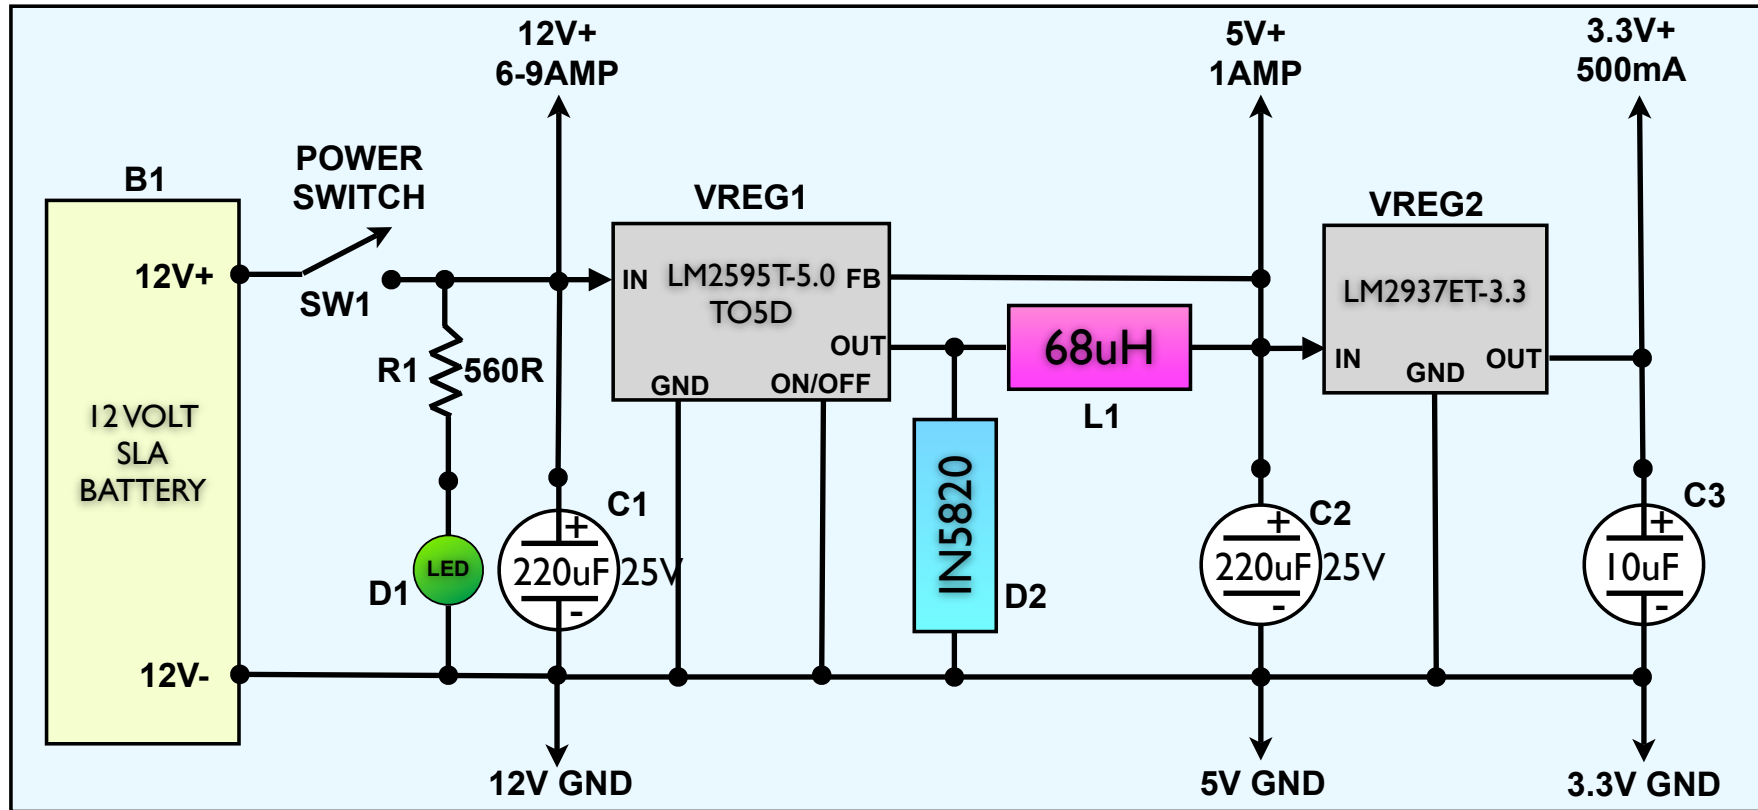 12V+
6-9AMP
5V+
1AMP
3.3V+
500mA
POWER
SWITCH
B1
VREG1
VREG2
12V+
SW1
IN
LM2595T-5.0
TO5D
FB
OUT
GND
ON/OFF
68uH
L1
LM2937ET-3.3
IN
GND
OUT
R1
560R
12 VOLT
SLA
BATTERY
C1
+
220uF
25V
-
LED
D1
IN5820
D2
C2
+
220uF
25V
-
C3
+
10uF
-
12V-
12V GND
5V GND
3.3V GND